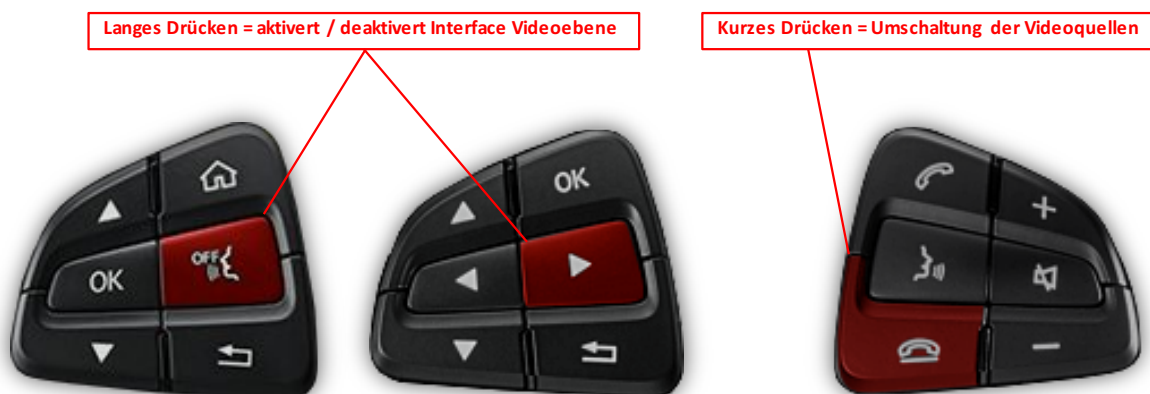 Langes Drücken = aktivert / deaktivert Interface Videoebene
Kurzes Drücken = Umschaltung der Videoquellen
OK
OFF
OK
+
−